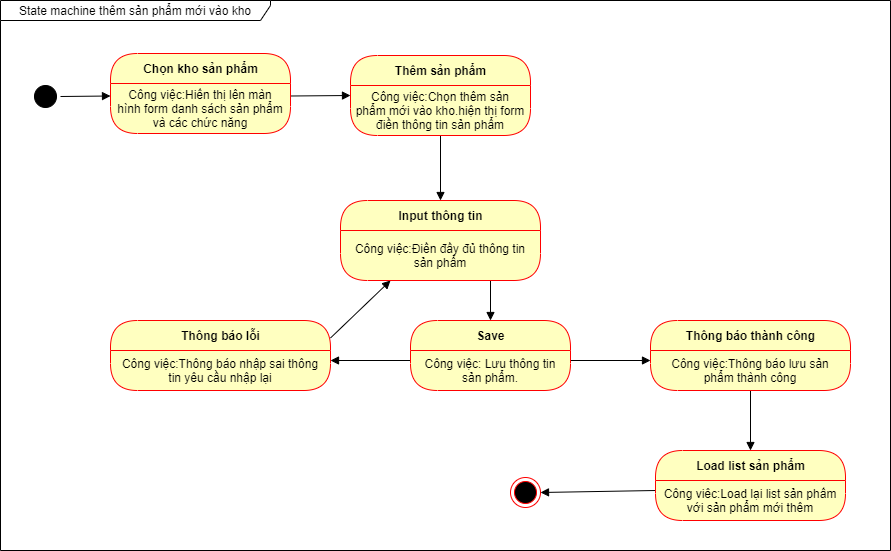 State machine thêm sản phẩm mới vào kho
Chọn kho sản phẩm
Công việc:Hiển thị lên màn
hình form danh sách sản phẩm
và các chức năng
Thêm sản phẩm
Công việc:Chọn thêm sản
phẩm mới vào kho.hiện thị form
điền thông tin sản phẩm
Input thông tin
Công việc:Điền đầy đủ thông tin
sản phẩm
Thông báo lỗi
Công việc:Thông báo nhập sai thông
tin yêu cầu nhập lại
Save
Công việc: Lưu thông tin
sản phẩm.
Thông báo thành công
Công việc:Thông báo lưu sản
phẩm thành công
Load list sản phẩm
Công việc:Load lại list sản phẩm
với sản phẩm mới thêm